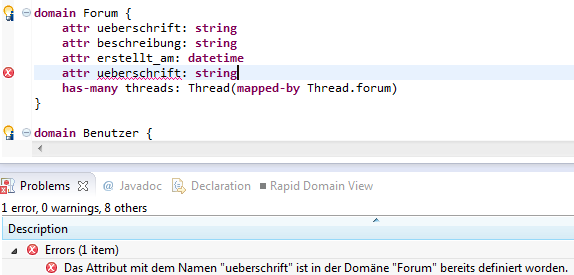 domain Forum {
attr ueberschrift: string
attr beschreibung: string
attr erstellt_am: datetime
attr ueberschrift: string
has-many threads: Thread(mapped-by Thread.forum)
}
domain Benutzer {
Problems @ Javadoc Declaration Rapid Domain View
1 error, 0 warnings, 8 others
Description
Errors (1 item)
Das Attribut mit dem Namen "ueberschrift" ist in der Domäne "Forum" bereits definiert worden.